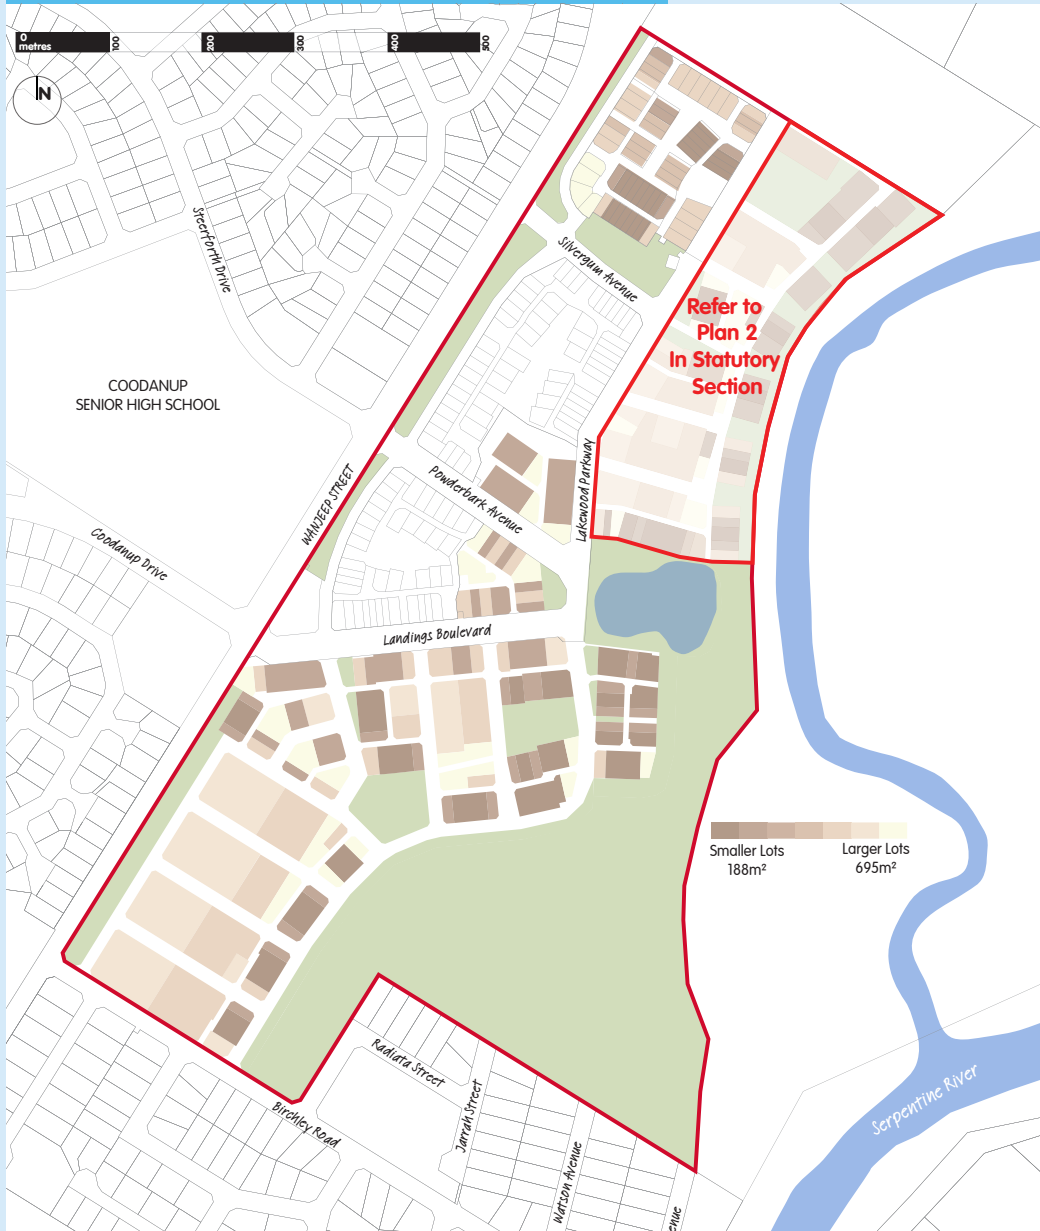 0
metres
100
200
300
400
500
N
Steerforth Drive
Silvergum Avenue
Refer to
Plan 2
In Statutory
Section
COODANUP
SENIOR HIGH SCHOOL
WANJEEP STREET
Powderbark Avenue
Lakewood Parkway
Coodanup Drive
Landings Boulevard
Smaller Lots
188m²
Larger Lots
695m²
Radiata Street
Jarrah Street
Birchley Road
Watson Avenue
enue
Serpentine River